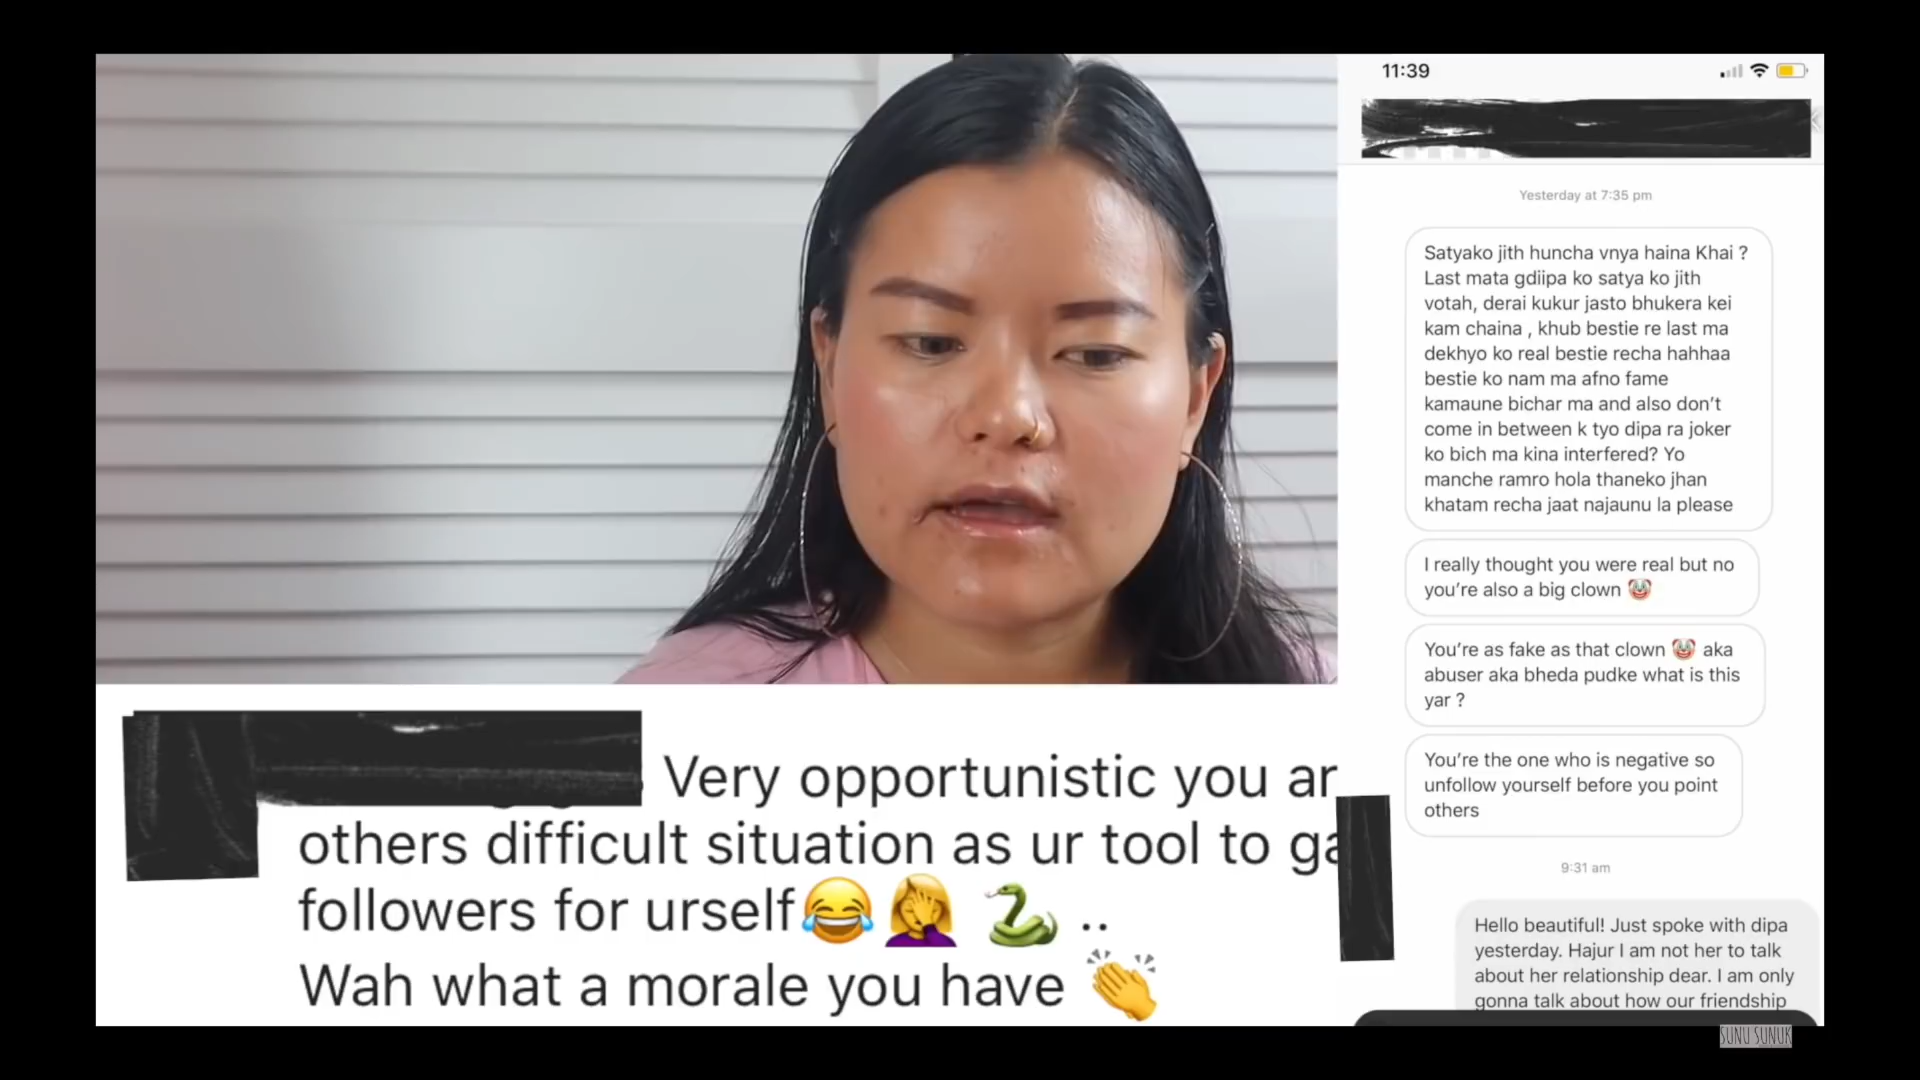 11:39
Yesterday at 7:35 pm
Satyako jith huncha vnya haina Khai ?
Last mata gdiipa ko satya ko jith
votah, derai kukur jasto bhukera kei
kam chaina , khub bestie re last ma
dekhyo ko real bestie recha hahhaa
bestie ko nam ma afno fame
kamaune bichar ma and also don't
come in between k tyo dipa ra joker
ko bich ma kina interfered? Yo
manche ramro hola thaneko jhan
khatam recha jaat najaunu la please
I really thought you were real but no
you're also a big clown 🤡
You're as fake as that clown 🤡 aka
abuser aka bheda pudke what is this
yar ?
You're the one who is negative so
unfollow yourself before you point
others
9:31 am
Hello beautiful! Just spoke with dipa
yesterday. Hajur I am not her to talk
about her relationship dear. I am only
gonna talk about how our friendship
Very opportunistic you ar
others difficult situation as ur tool to ga
followers for urself😂🤦‍♀️ 🐍 ..
Wah what a morale you have 👏
SUNU SUNUK